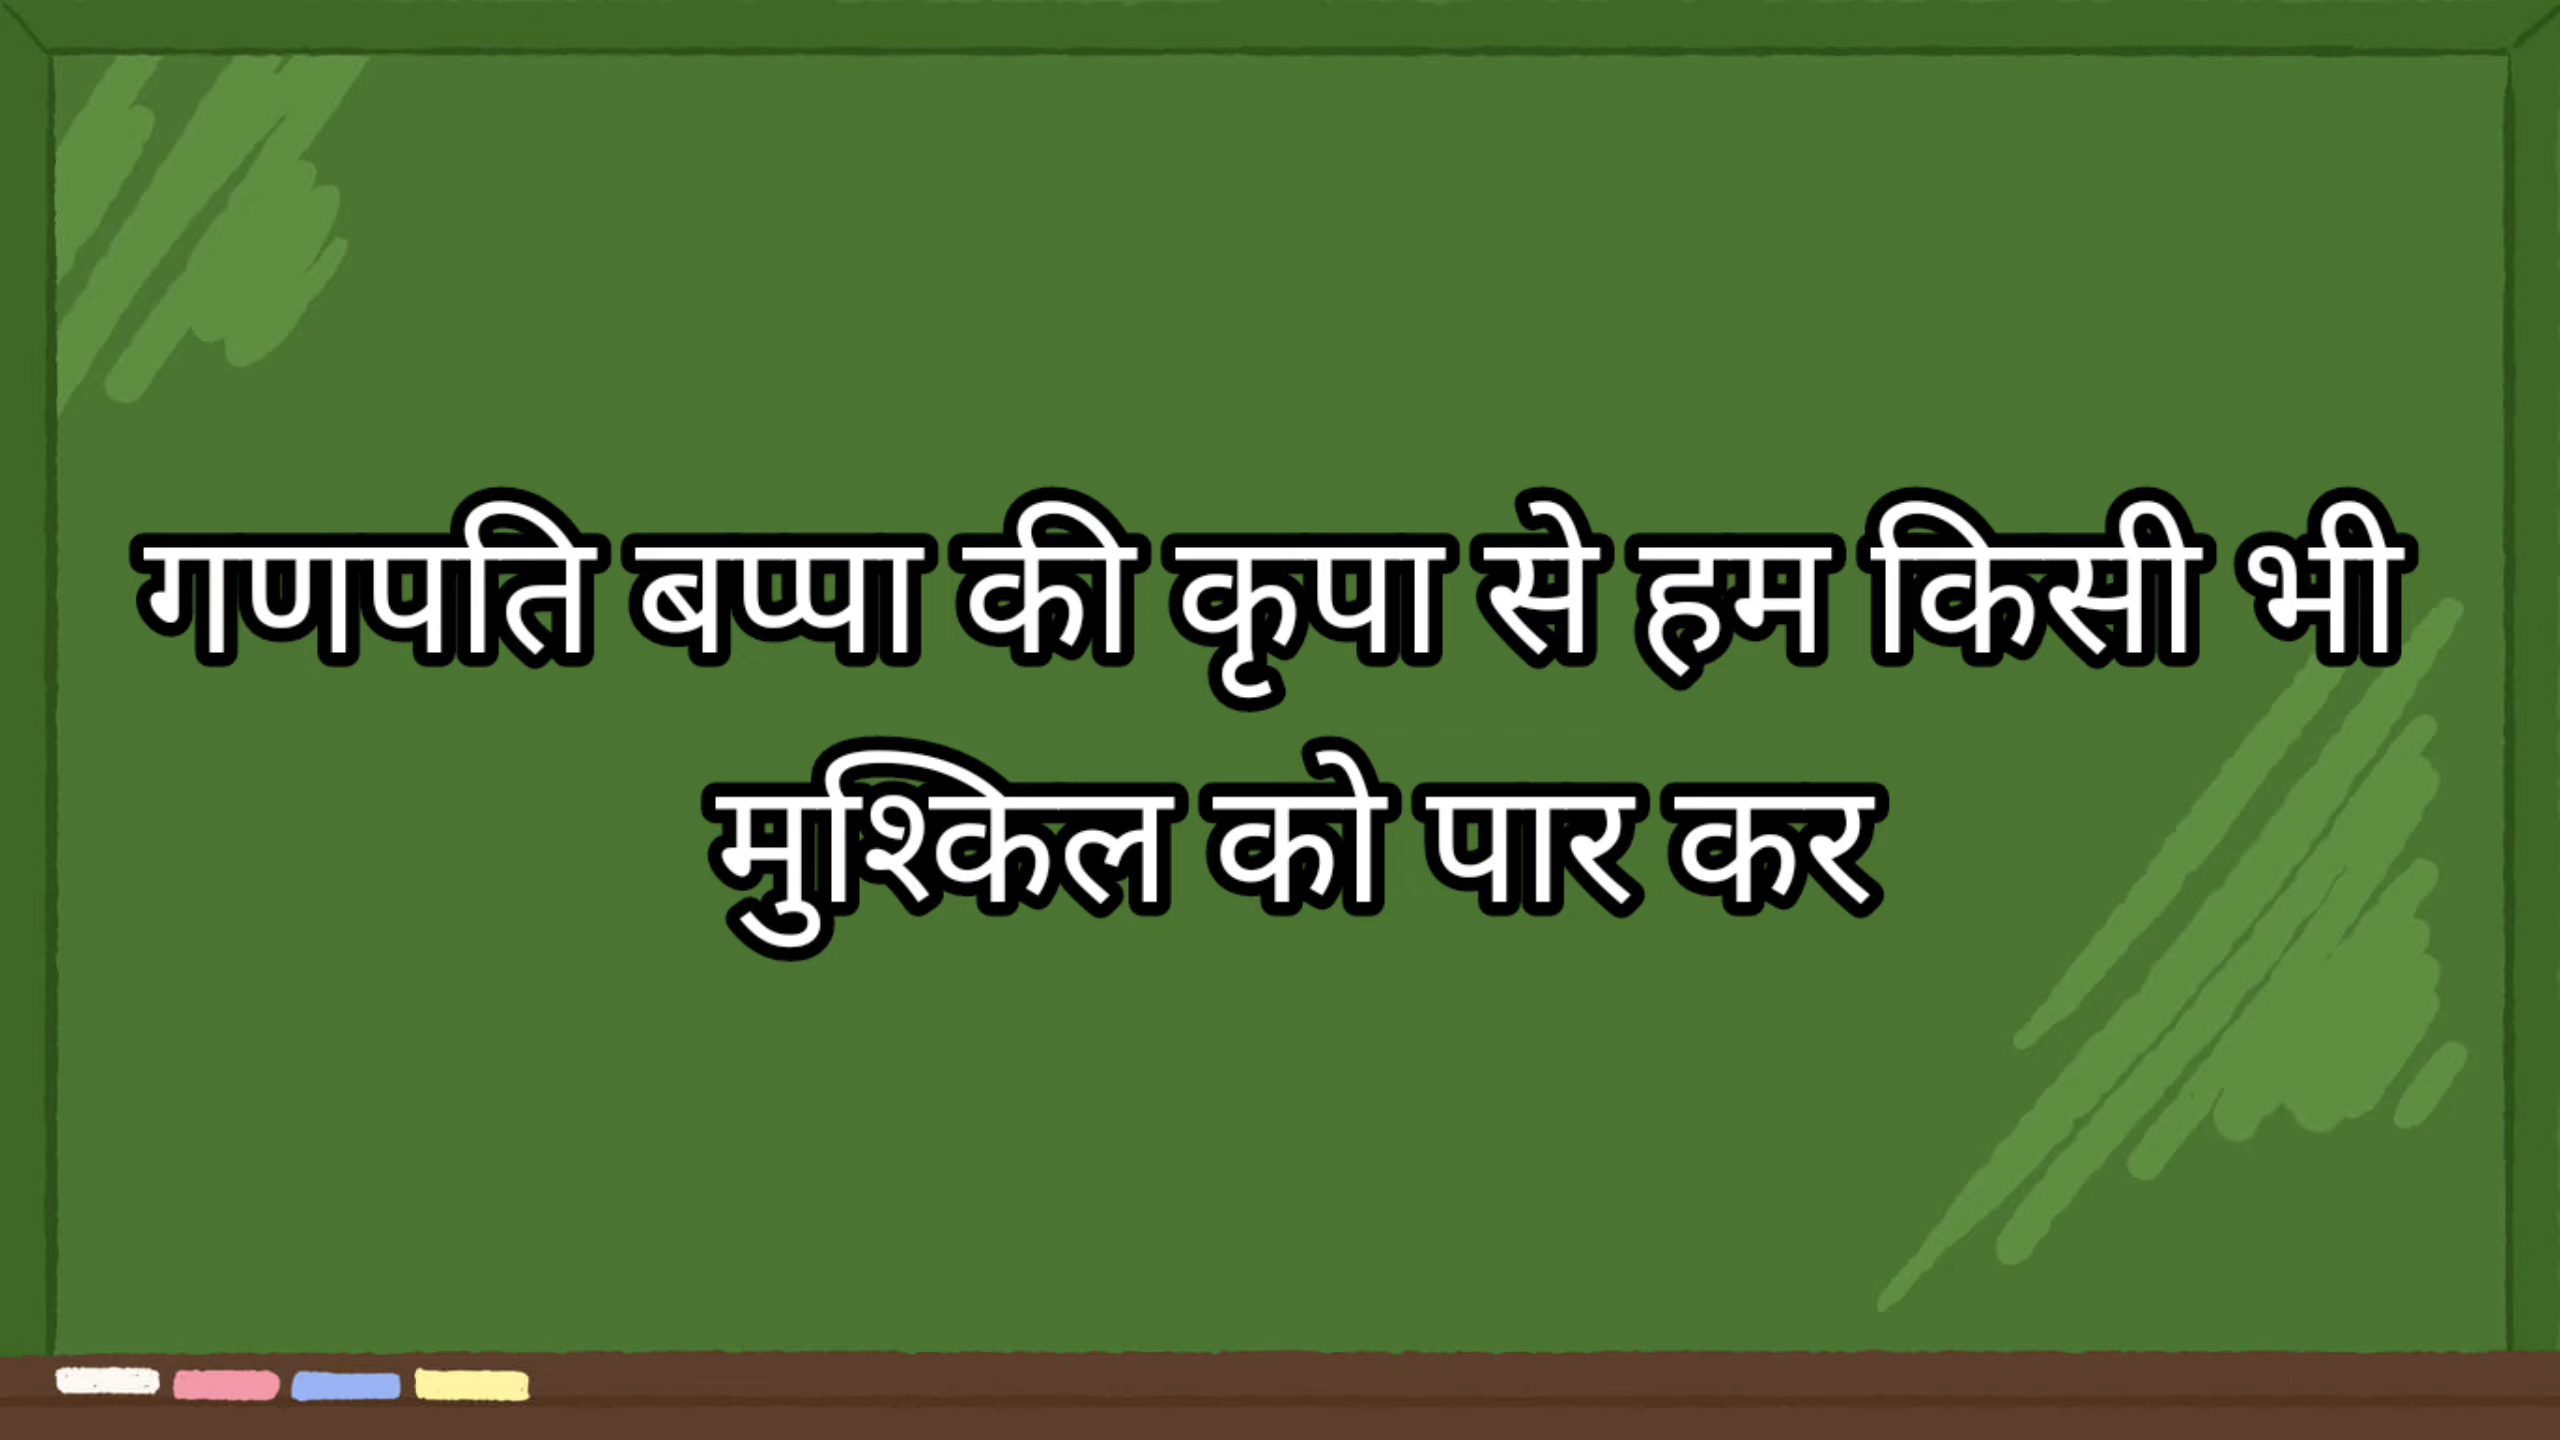 गणपति बप्पा की कृपा से हम किसी भी
मुश्किल को पार कर